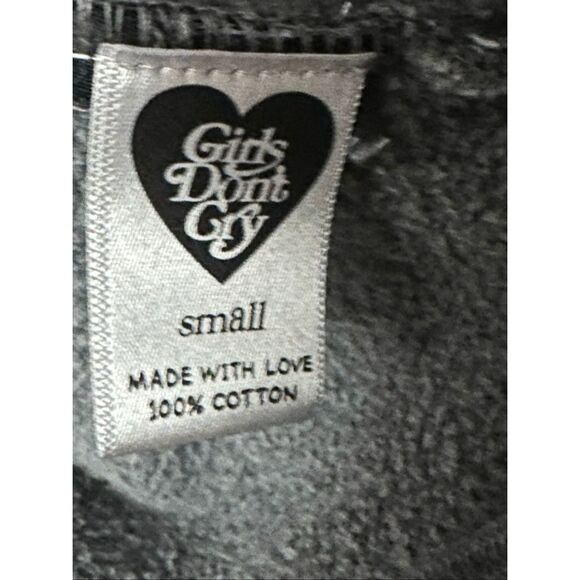 Girls
Don't
Cry
small
MADE WITH LOVE
100% COTTON